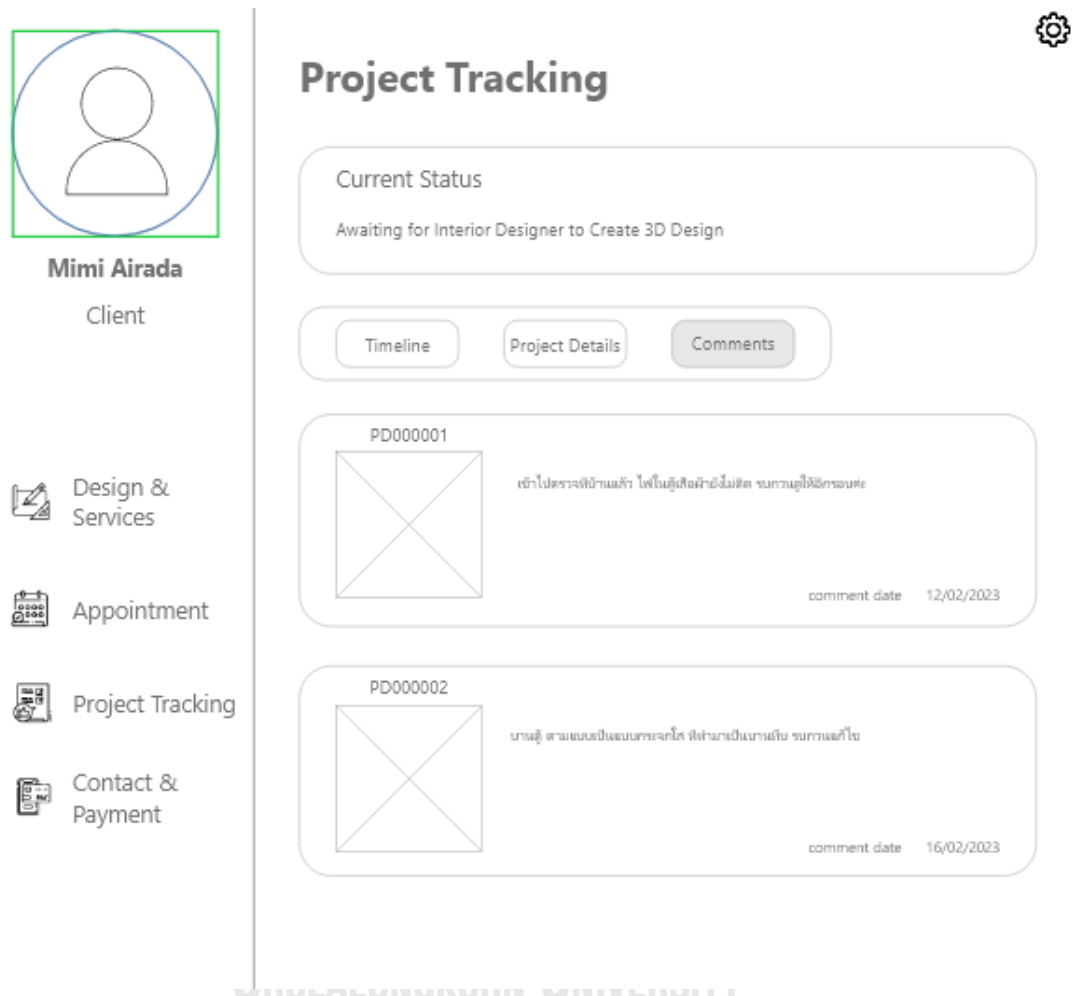 Project Tracking
Mimi Airada
Client
Design &
Services
Appointment
Project Tracking
Contact &
Payment
Current Status
Awaiting for Interior Designer to Create 3D Design
Timeline
Project Details
Comments
PD000001
เข้าไปตรวจที่บ้านแล้ว ไฟในตู้เสื้อผ้ายังไม่ติด รบกวนดูให้อีกรอบค่ะ
comment date 12/02/2023
PD000002
บานตู้ ตามแบบเป็นแบบกระจกใส ที่ทำมาเป็นบานทึบ รบกวนแก้ไข
comment date 16/02/2023
CHULALONGKORN UNIVERSITY